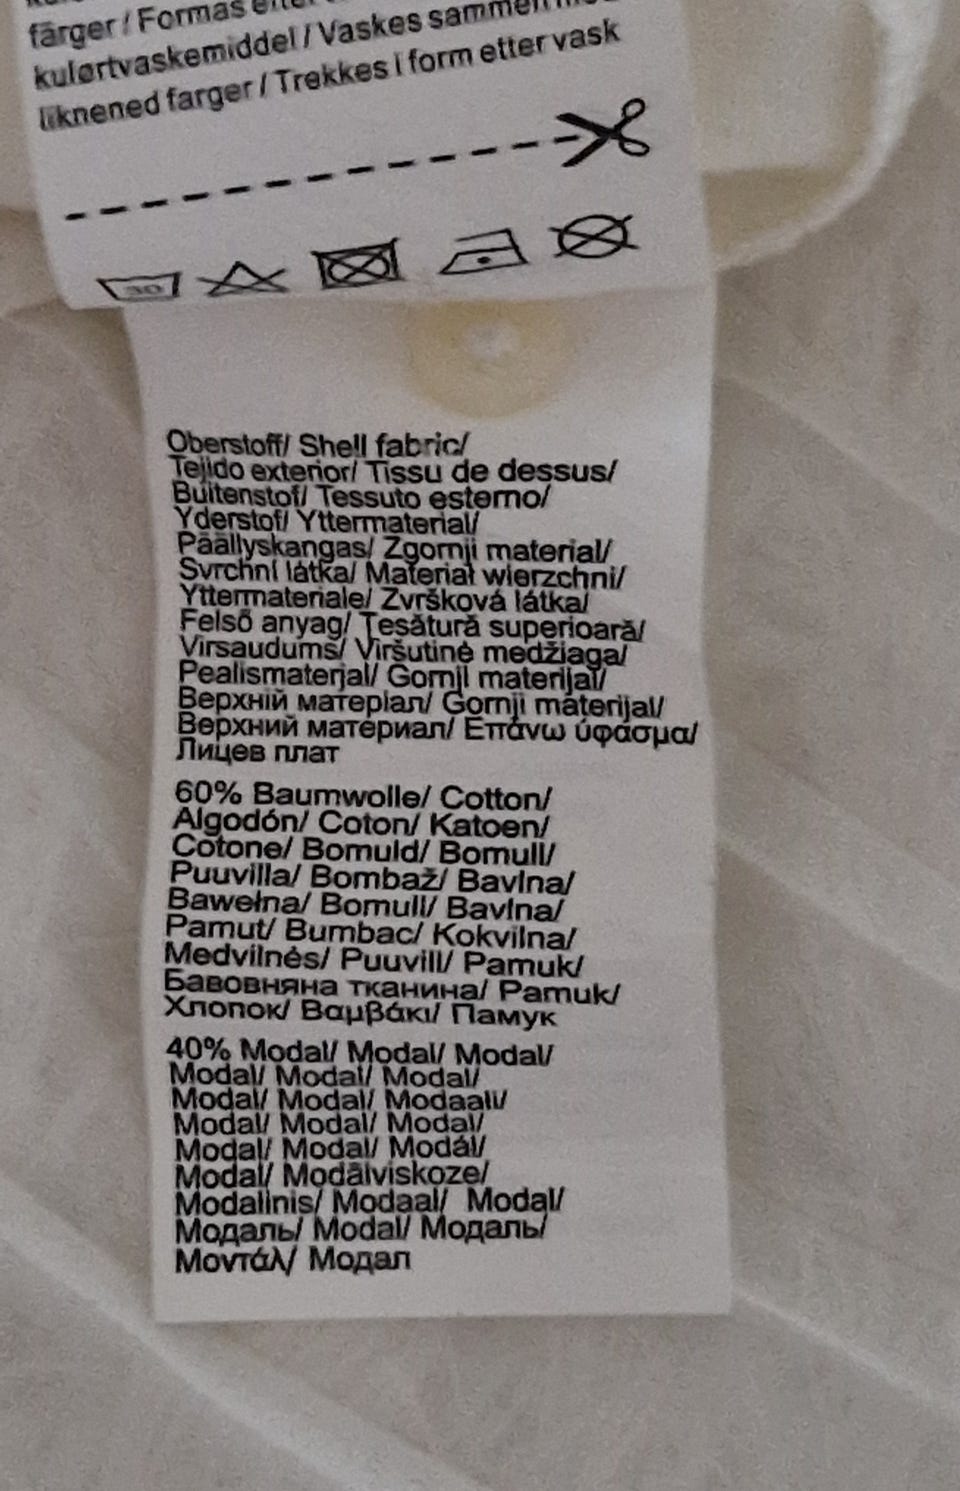 färger / Formas
kulørtvaskemiddel / Vaskes sammen
liknened farger / Trekkes i form etter vask
30
Oberstoff/ Shell fabric/
Tejido exterior/ Tissu de dessus/
Buitenstof/ Tessuto esterno/
Yderstof/ Yttermaterial/
Päällyskangas/ Zgornji material/
Svrchní látka/ Materiał wierzchni/
Yttermateriale/ Zvršková látka/
Felső anyag/ Ţesătură superioară/
Virsaudums/ Viršutinė medžiaga/
Pealismaterjal/ Gornji materijal/
Верхній матеріал/ Gornji materijal/
Верхний материал/ Επάνω ύφασμα/
Лицев плат
60% Baumwolle/ Cotton/
Algodón/ Coton/ Katoen/
Cotone/ Bomuld/ Bomull/
Puuvilla/ Bombaž/ Bavlna/
Bawełna/ Bomull/ Bavlna/
Pamut/ Bumbac/ Kokvilna/
Medvilnės/ Puuvill/ Pamuk/
Бавовняна тканина/ Pamuk/
Хлопок/ Βαμβάκι/ Памук
40% Modal/ Modal/ Modal/
Modal/ Modal/ Modal/
Modal/ Modal/ Modaali/
Modal/ Modal/ Modal/
Modal/ Modal/ Modál/
Modal/ Modālviskoze/
Modalinis/ Modaal/ Modal/
Модаль/ Modal/ Модаль/
Μοντάλ/ Модал